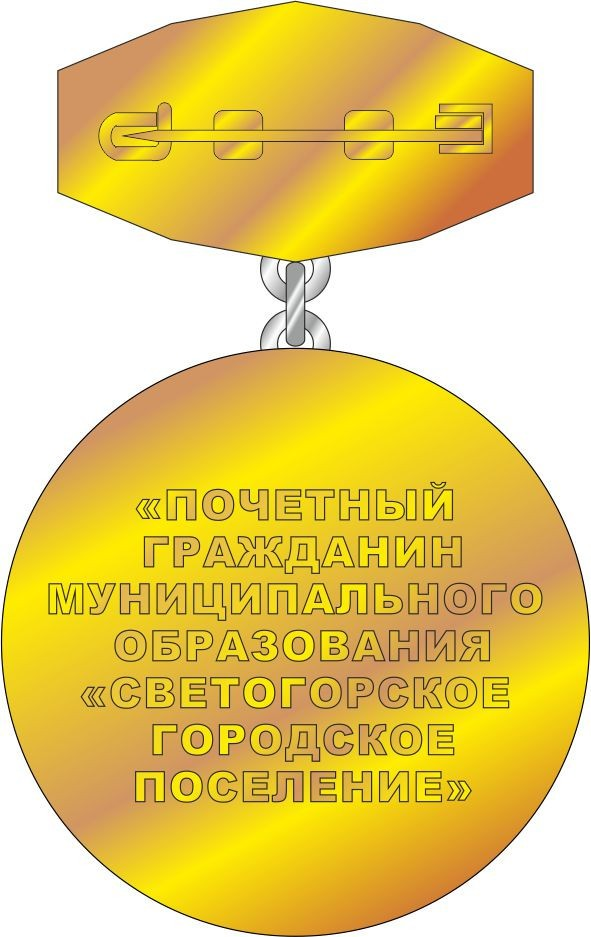 «ПОЧЕТНЫЙ
ГРАЖДАНИН
МУНИЦИПАЛЬНОГО
ОБРАЗОВАНИЯ
«СВЕТОГОРСКОЕ
ГОРОДСКОЕ
ПОСЕЛЕНИЕ»